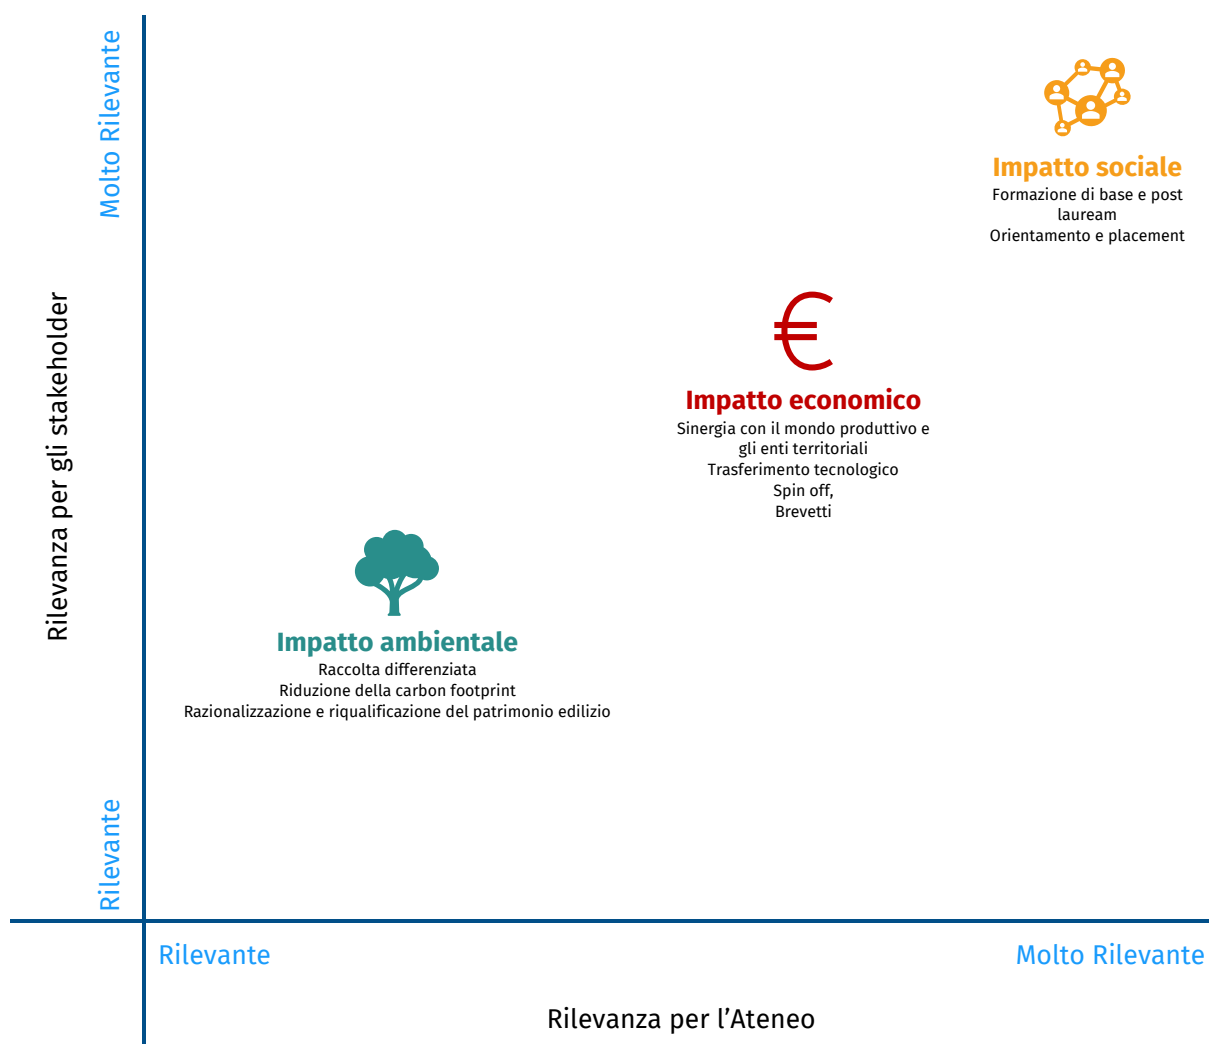 Molto Rilevante
Rilevanza per gli stakeholder
Rilevante
Impatto sociale
Formazione di base e post
lauream
Orientamento e placement
€
Impatto economico
Sinergia con il mondo produttivo e
gli enti territoriali
Trasferimento tecnologico
Spin off,
Brevetti
Impatto ambientale
Raccolta differenziata
Riduzione della carbon footprint
Razionalizzazione e riqualificazione del patrimonio edilizio
Rilevante
Molto Rilevante
Rilevanza per l’Ateneo